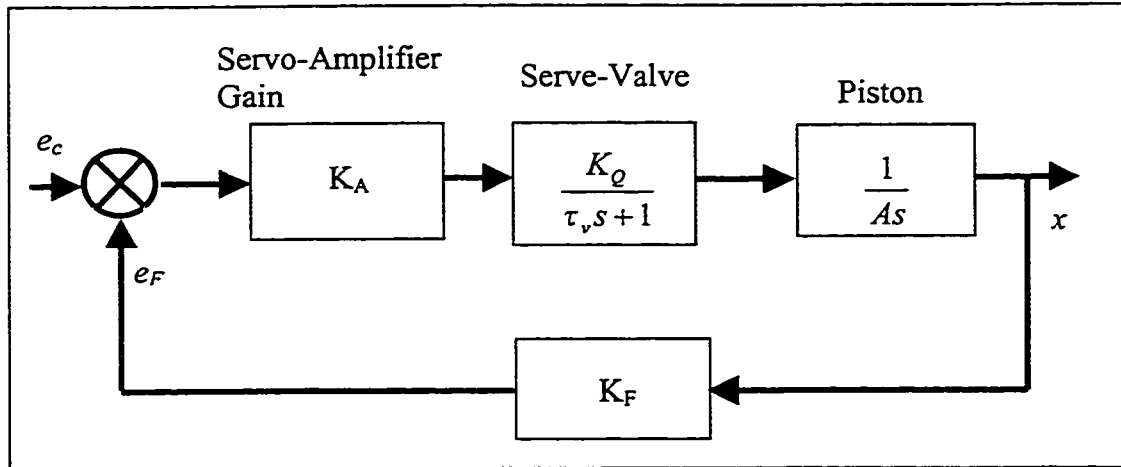 Servo-Amplifier
Gain
Serve-Valve
Piston
e_c
K_A
K_Q
τ_v s + 1
1
As
x
e_F
K_F